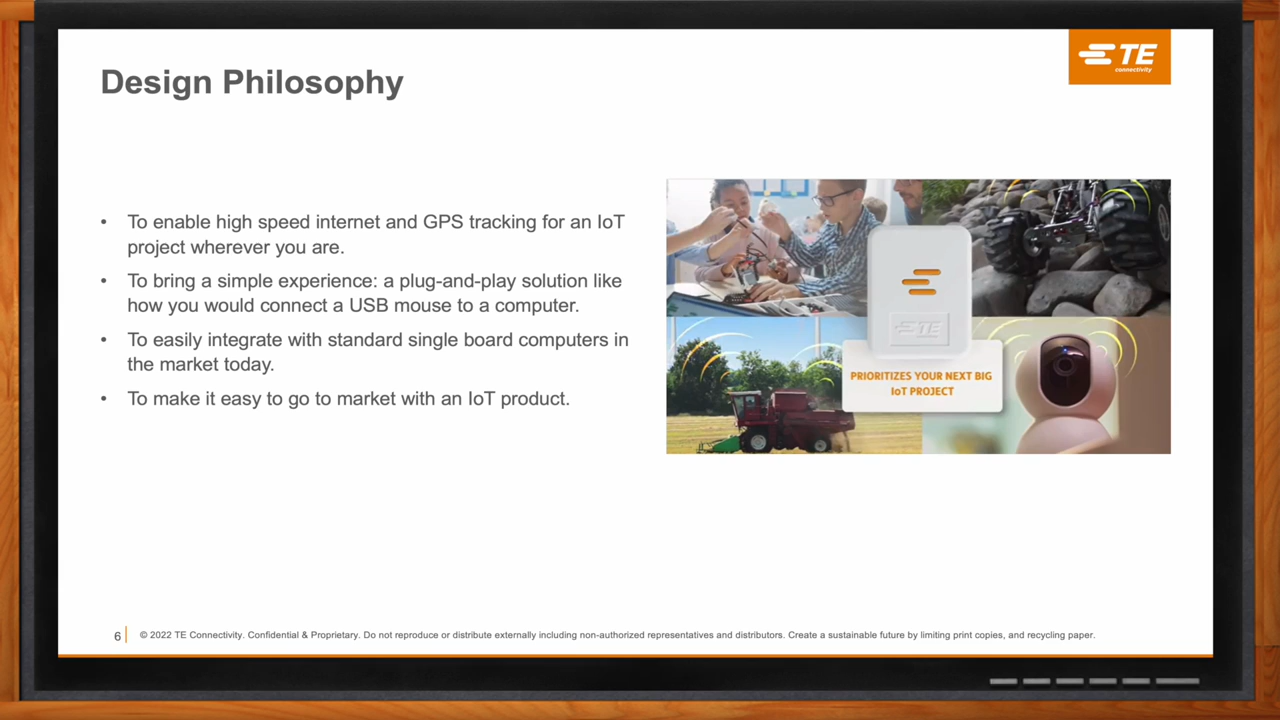 TE
connectivity
Design Philosophy
• To enable high speed internet and GPS tracking for an IoT
project wherever you are.
• To bring a simple experience: a plug-and-play solution like
how you would connect a USB mouse to a computer.
• To easily integrate with standard single board computers in
the market today.
• To make it easy to go to market with an IoT product.
TE
PRIORITIZES YOUR NEXT BIG
IoT PROJECT
6
© 2022 TE Connectivity. Confidential & Proprietary. Do not reproduce or distribute externally including non-authorized representatives and distributors. Create a sustainable future by limiting print copies, and recycling paper.